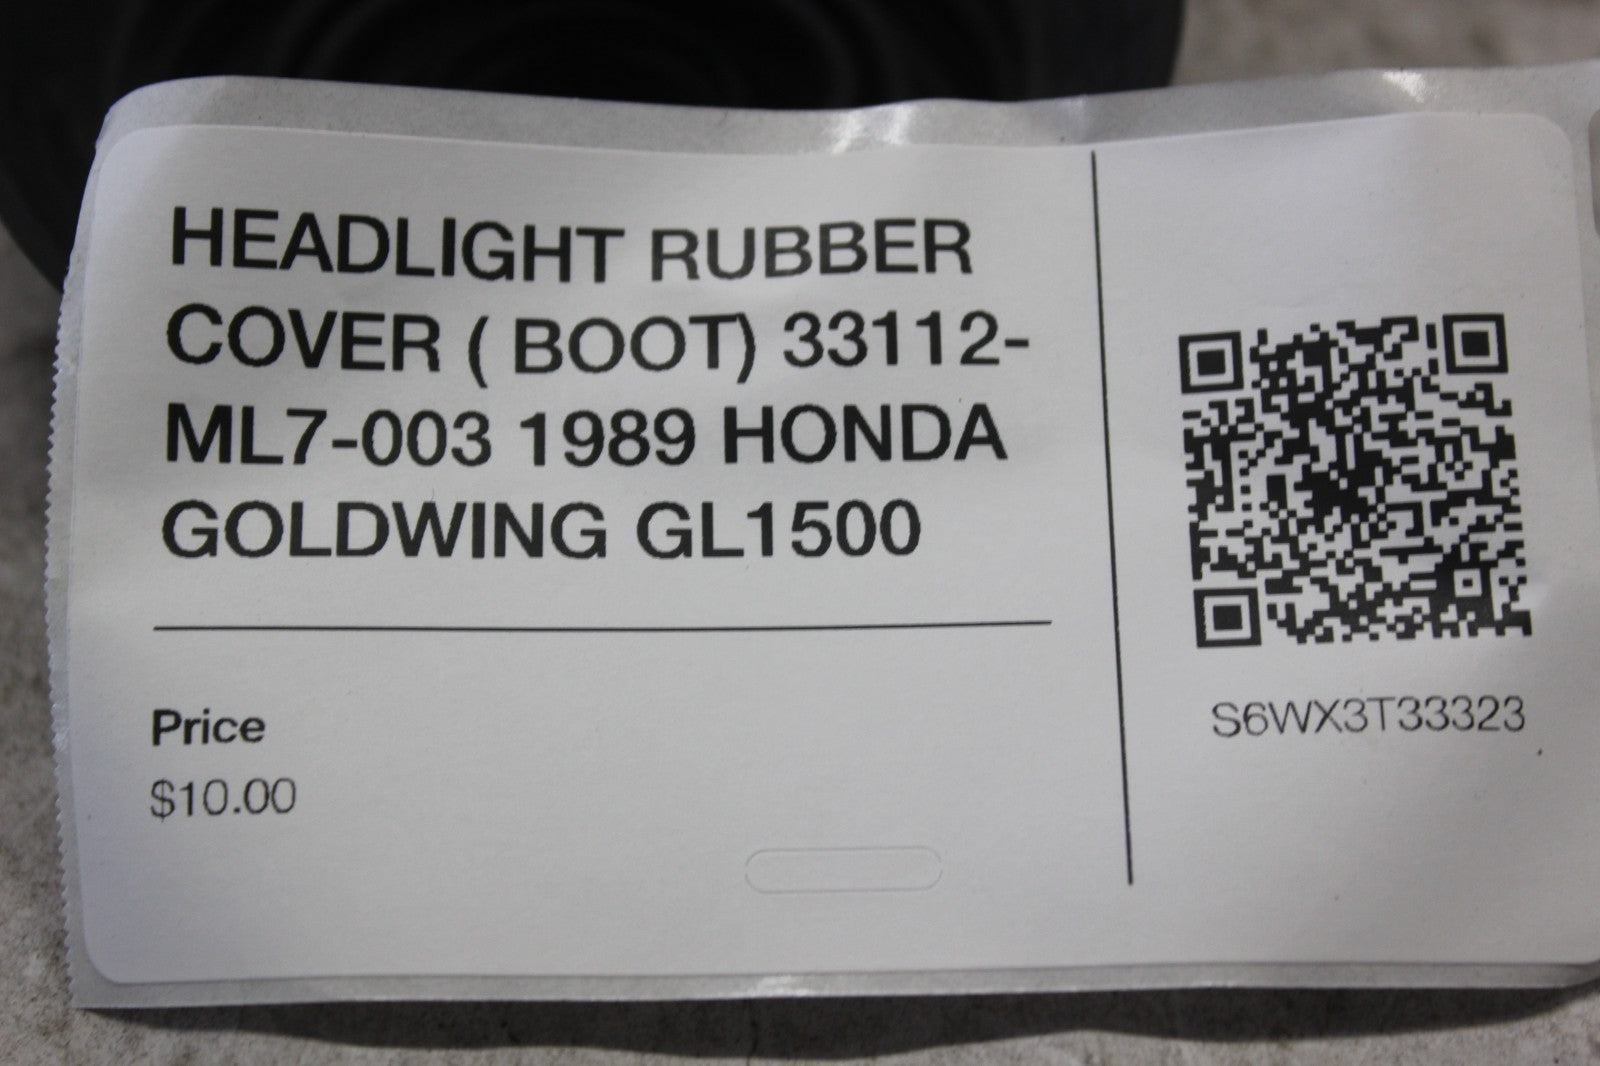 HEADLIGHT RUBBER
COVER ( BOOT) 33112-
ML7-003 1989 HONDA
GOLDWING GL1500
Price
$10.00
S6WX3T33323